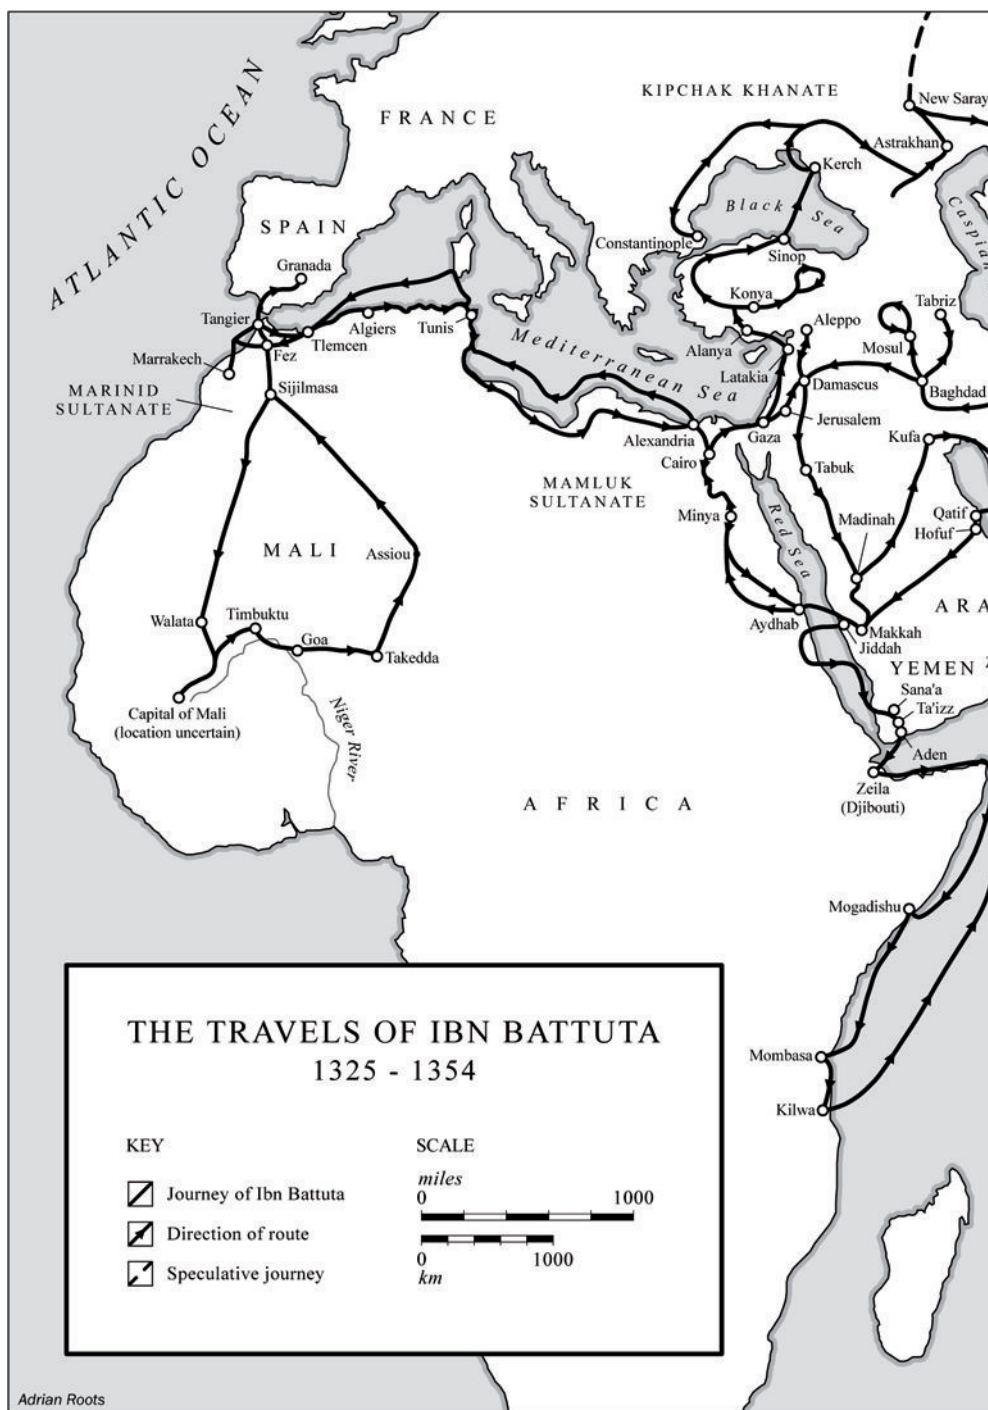 KIPCHAK KHANATE
New Saray
FRANCE
Astrakhan
Kerch
ATLANTIC OCEAN
Black
Sea
Caspian
SPAIN
Constantinople
Sinop
Granada
Konya
Tabriz
Tangier
Algiers
Tunis
Aleppo
Mediterranean Sea
Tlemcen
Alanya
Mosul
Marrakech
Fez
Latakia
Damascus
Baghdad
MARINID
SULTANATE
Sijilmasa
Jerusalem
Alexandria
Gaza
Kufa
Cairo
MAMLUK
SULTANATE
Tabuk
Minya
Red Sea
Madinah
Qatif
Hofuf
MALI
Assiou
Walata
Timbuktu
Aydhab
ARA
Goa
Makkah
Takedda
Jiddah
YEMEN
Capital of Mali
(location uncertain)
Niger River
Sana'a
Ta'izz
Aden
Zeila
(Djibouti)
AFRICA
Mogadishu
Mombasa
Kilwa
THE TRAVELS OF IBN BATTUTA
1325 - 1354
KEY
Journey of Ibn Battuta
Direction of route
Speculative journey
SCALE
miles
0 1000
0 1000
km
Adrian Roots